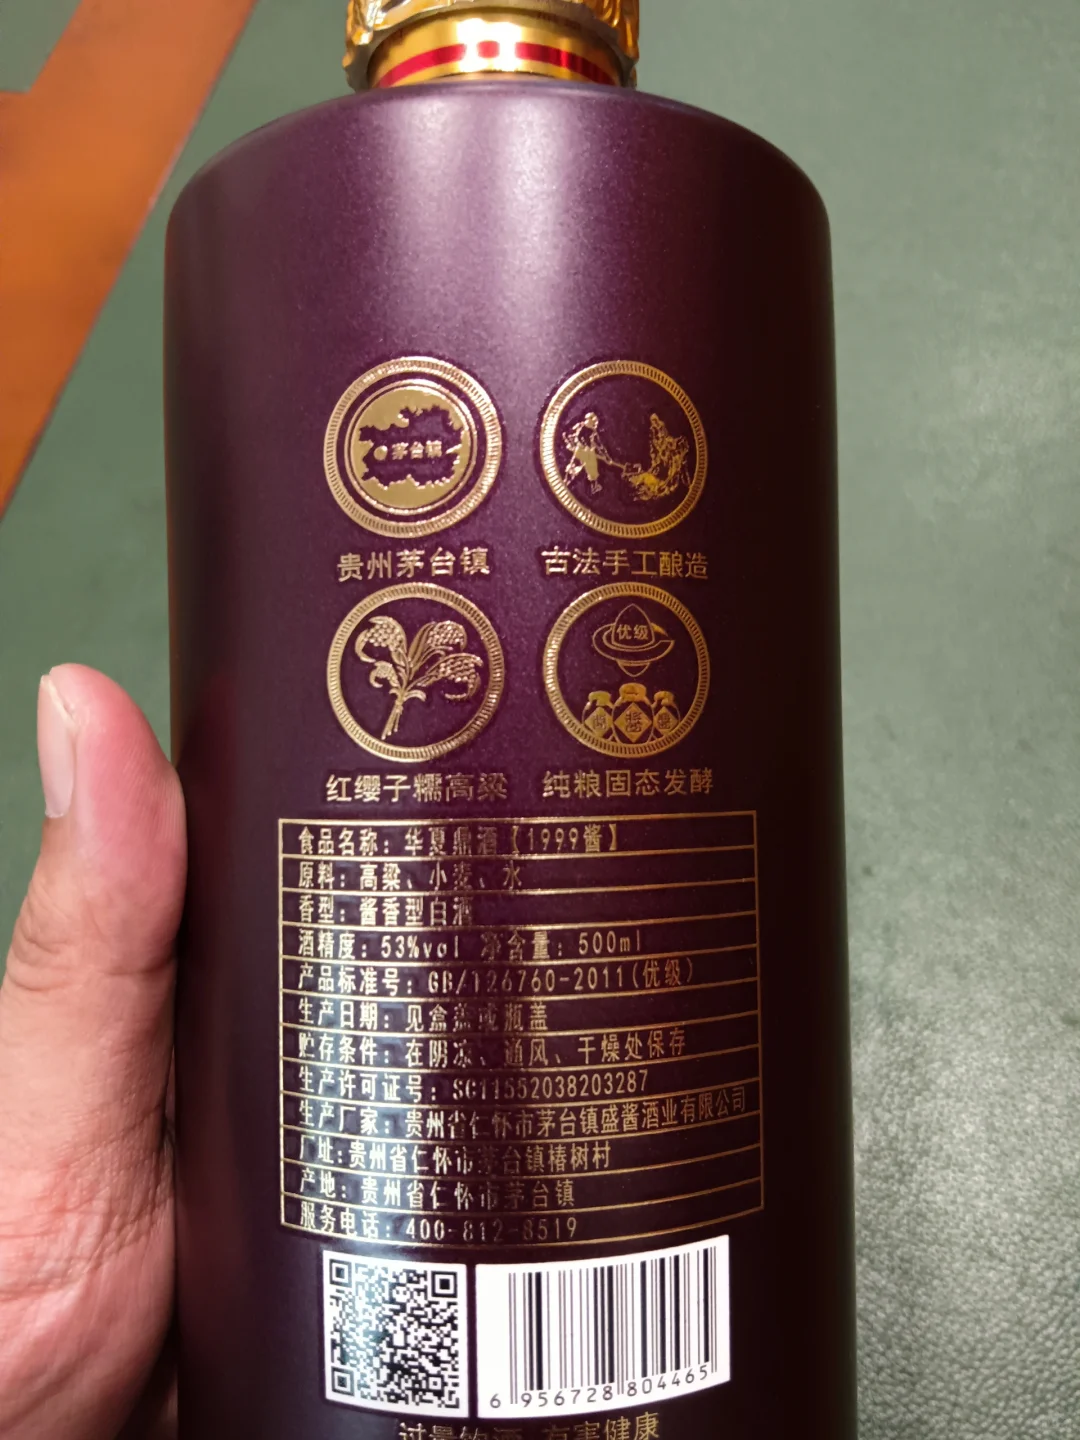 茅台镇
贵州茅台镇 古法手工酿造
优级
红缨子糯高粱 纯粮固态发酵
食品名称：华夏鼎酒【1999酱】
原料：高粱、小麦、水
香型：酱香型白酒
酒精度：53%vol 净含量：500ml
产品标准号：GB/T26760-2011(优级)
生产日期：见盒盖或瓶盖
贮存条件：在阴凉、通风、干燥处保存
生产许可证号：SC11552038203287
生产厂家：贵州省仁怀市茅台镇盛酱酒业有限公司
厂址：贵州省仁怀市茅台镇椿树村
产地：贵州省仁怀市茅台镇
服务电话：400-812-8519
6 956728 804465
过量饮酒 有害健康